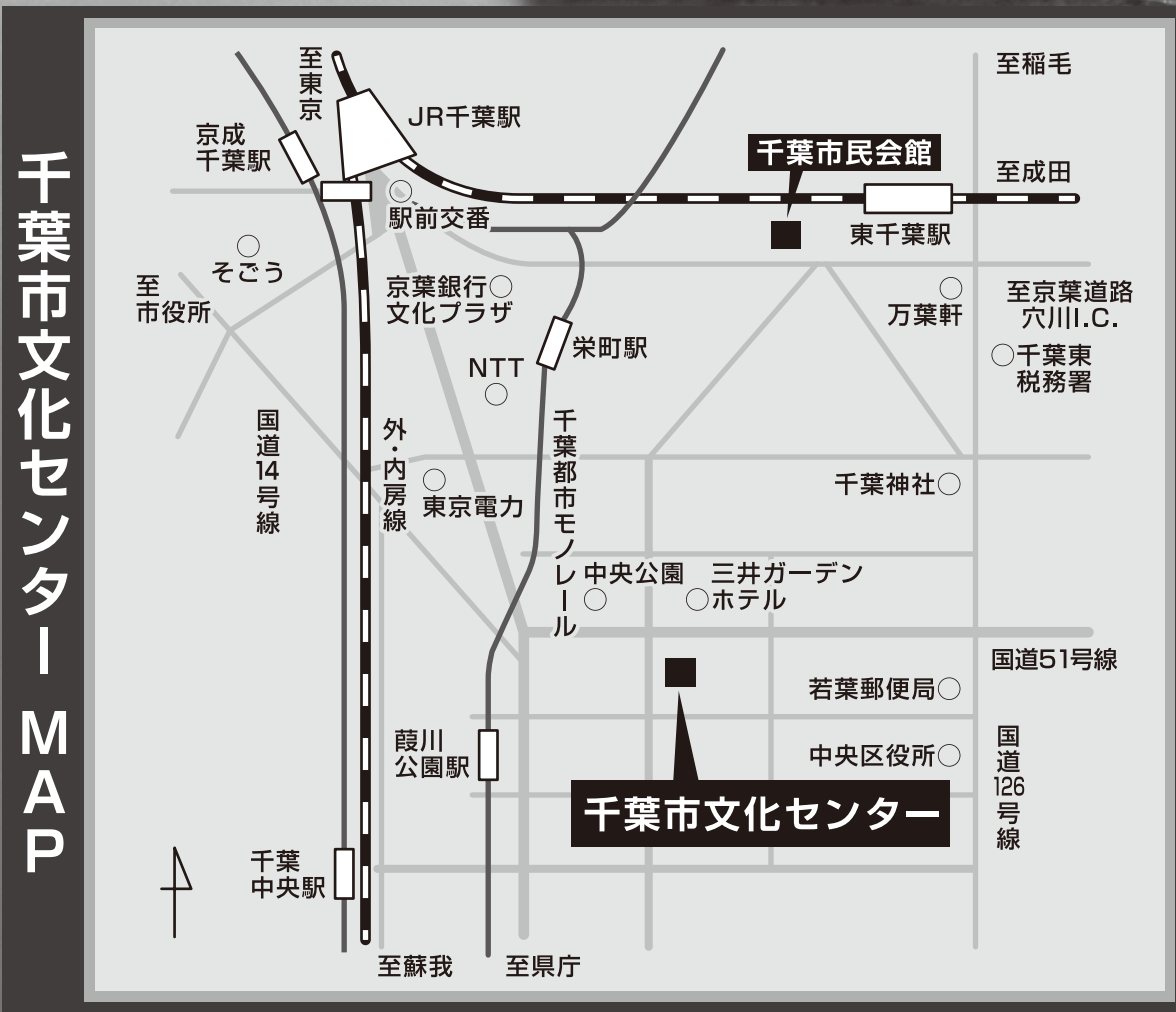 千葉市文化センター MAP
至東京
JR千葉駅
京成
千葉駅
駅前交番
そごう
至
市役所
京葉銀行
文化プラザ
NTT
栄町駅
千葉市民会館
東千葉駅
至稲毛
至成田
万葉軒
至京葉道路
穴川I.C.
千葉東
税務署
国道14号線
外・内房線
東京電力
千葉都市モノレール
千葉神社
中央公園
三井ガーデン
ホテル
国道51号線
若葉郵便局
中央区役所
国道126号線
葭川
公園駅
千葉市文化センター
千葉
中央駅
至蘇我
至県庁